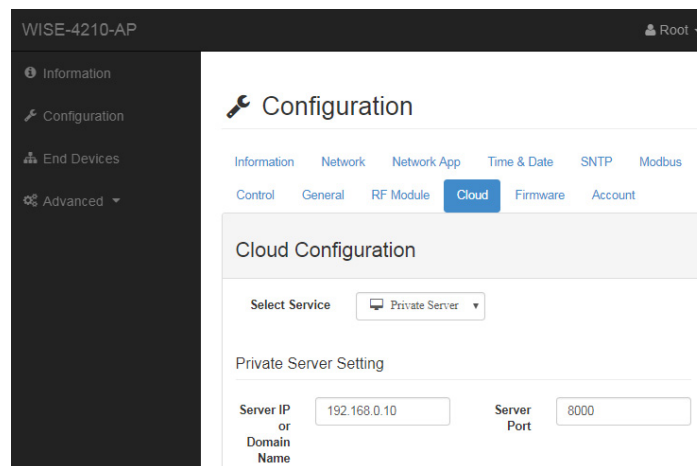 WISE-4210-AP
Root
Information
Configuration
End Devices
Advanced
Configuration
Information Network Network App Time & Date SNTP Modbus
Control General RF Module Cloud Firmware Account
Cloud Configuration
Select Service Private Server
Private Server Setting
Server IP or Domain Name 192.168.0.10 Server Port 8000